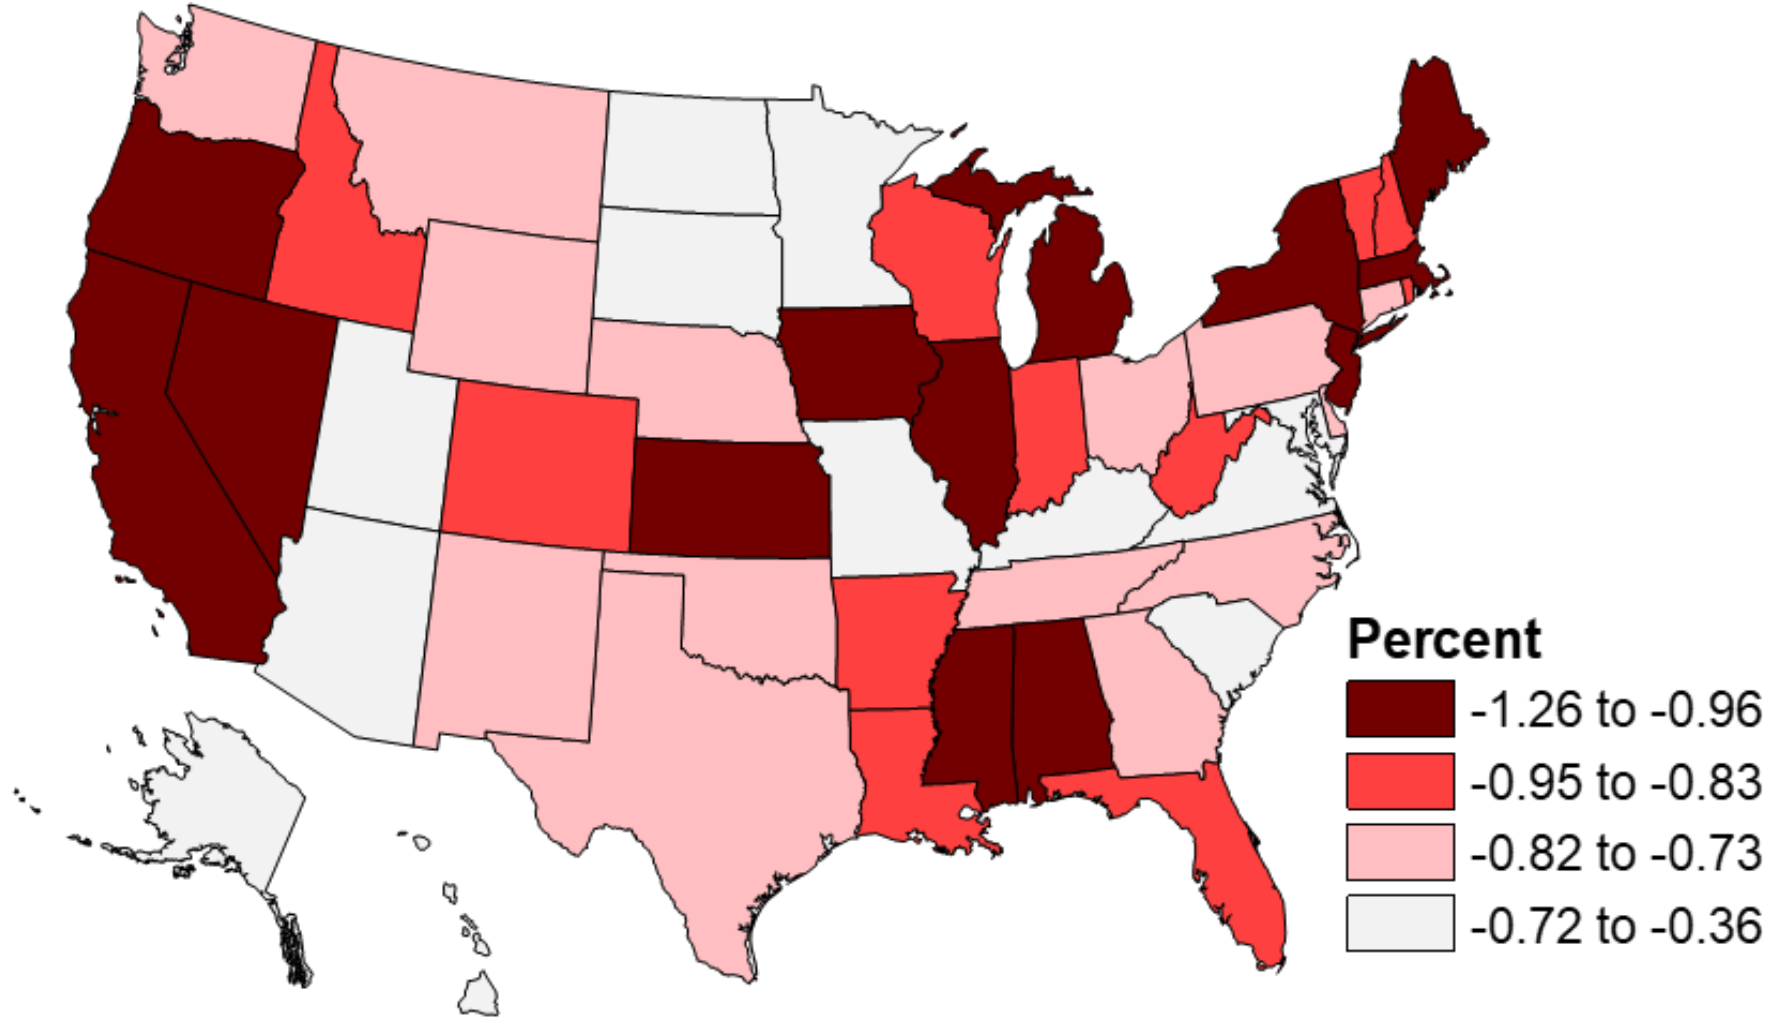 Percent
-1.26 to -0.96
-0.95 to -0.83
-0.82 to -0.73
-0.72 to -0.36